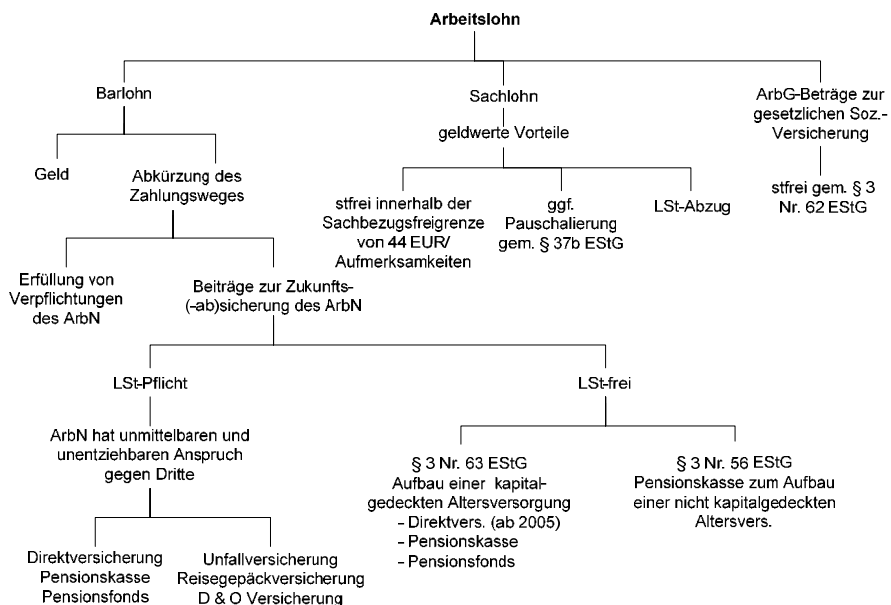 Arbeitslohn
Barlohn
Sachlohn
geldwerte Vorteile
ArbG-Beträge zur
gesetzlichen Soz.-
Versicherung
Geld
Abkürzung des
Zahlungsweges
stfrei innerhalb der
Sachbezugsfreigrenze
von 44 EUR/
Aufmerksamkeiten
ggf.
Pauschalierung
gem. § 37b EStG
LSt-Abzug
stfrei gem. § 3
Nr. 62 EStG
Erfüllung von
Verpflichtungen
des ArbN
Beiträge zur Zukunfts-
(-ab)sicherung des ArbN
LSt-Pflicht
LSt-frei
ArbN hat unmittelbaren und
unentziehbaren Anspruch
gegen Dritte
§ 3 Nr. 63 EStG
Aufbau einer kapital-
gedeckten Altersversorgung
- Direktvers. (ab 2005)
- Pensionskasse
- Pensionsfonds
§ 3 Nr. 56 EStG
Pensionskasse zum Aufbau
einer nicht kapitalgedeckten
Altersvers.
Direktversicherung
Pensionskasse
Pensionsfonds
Unfallversicherung
Reisegepäckversicherung
D & O Versicherung